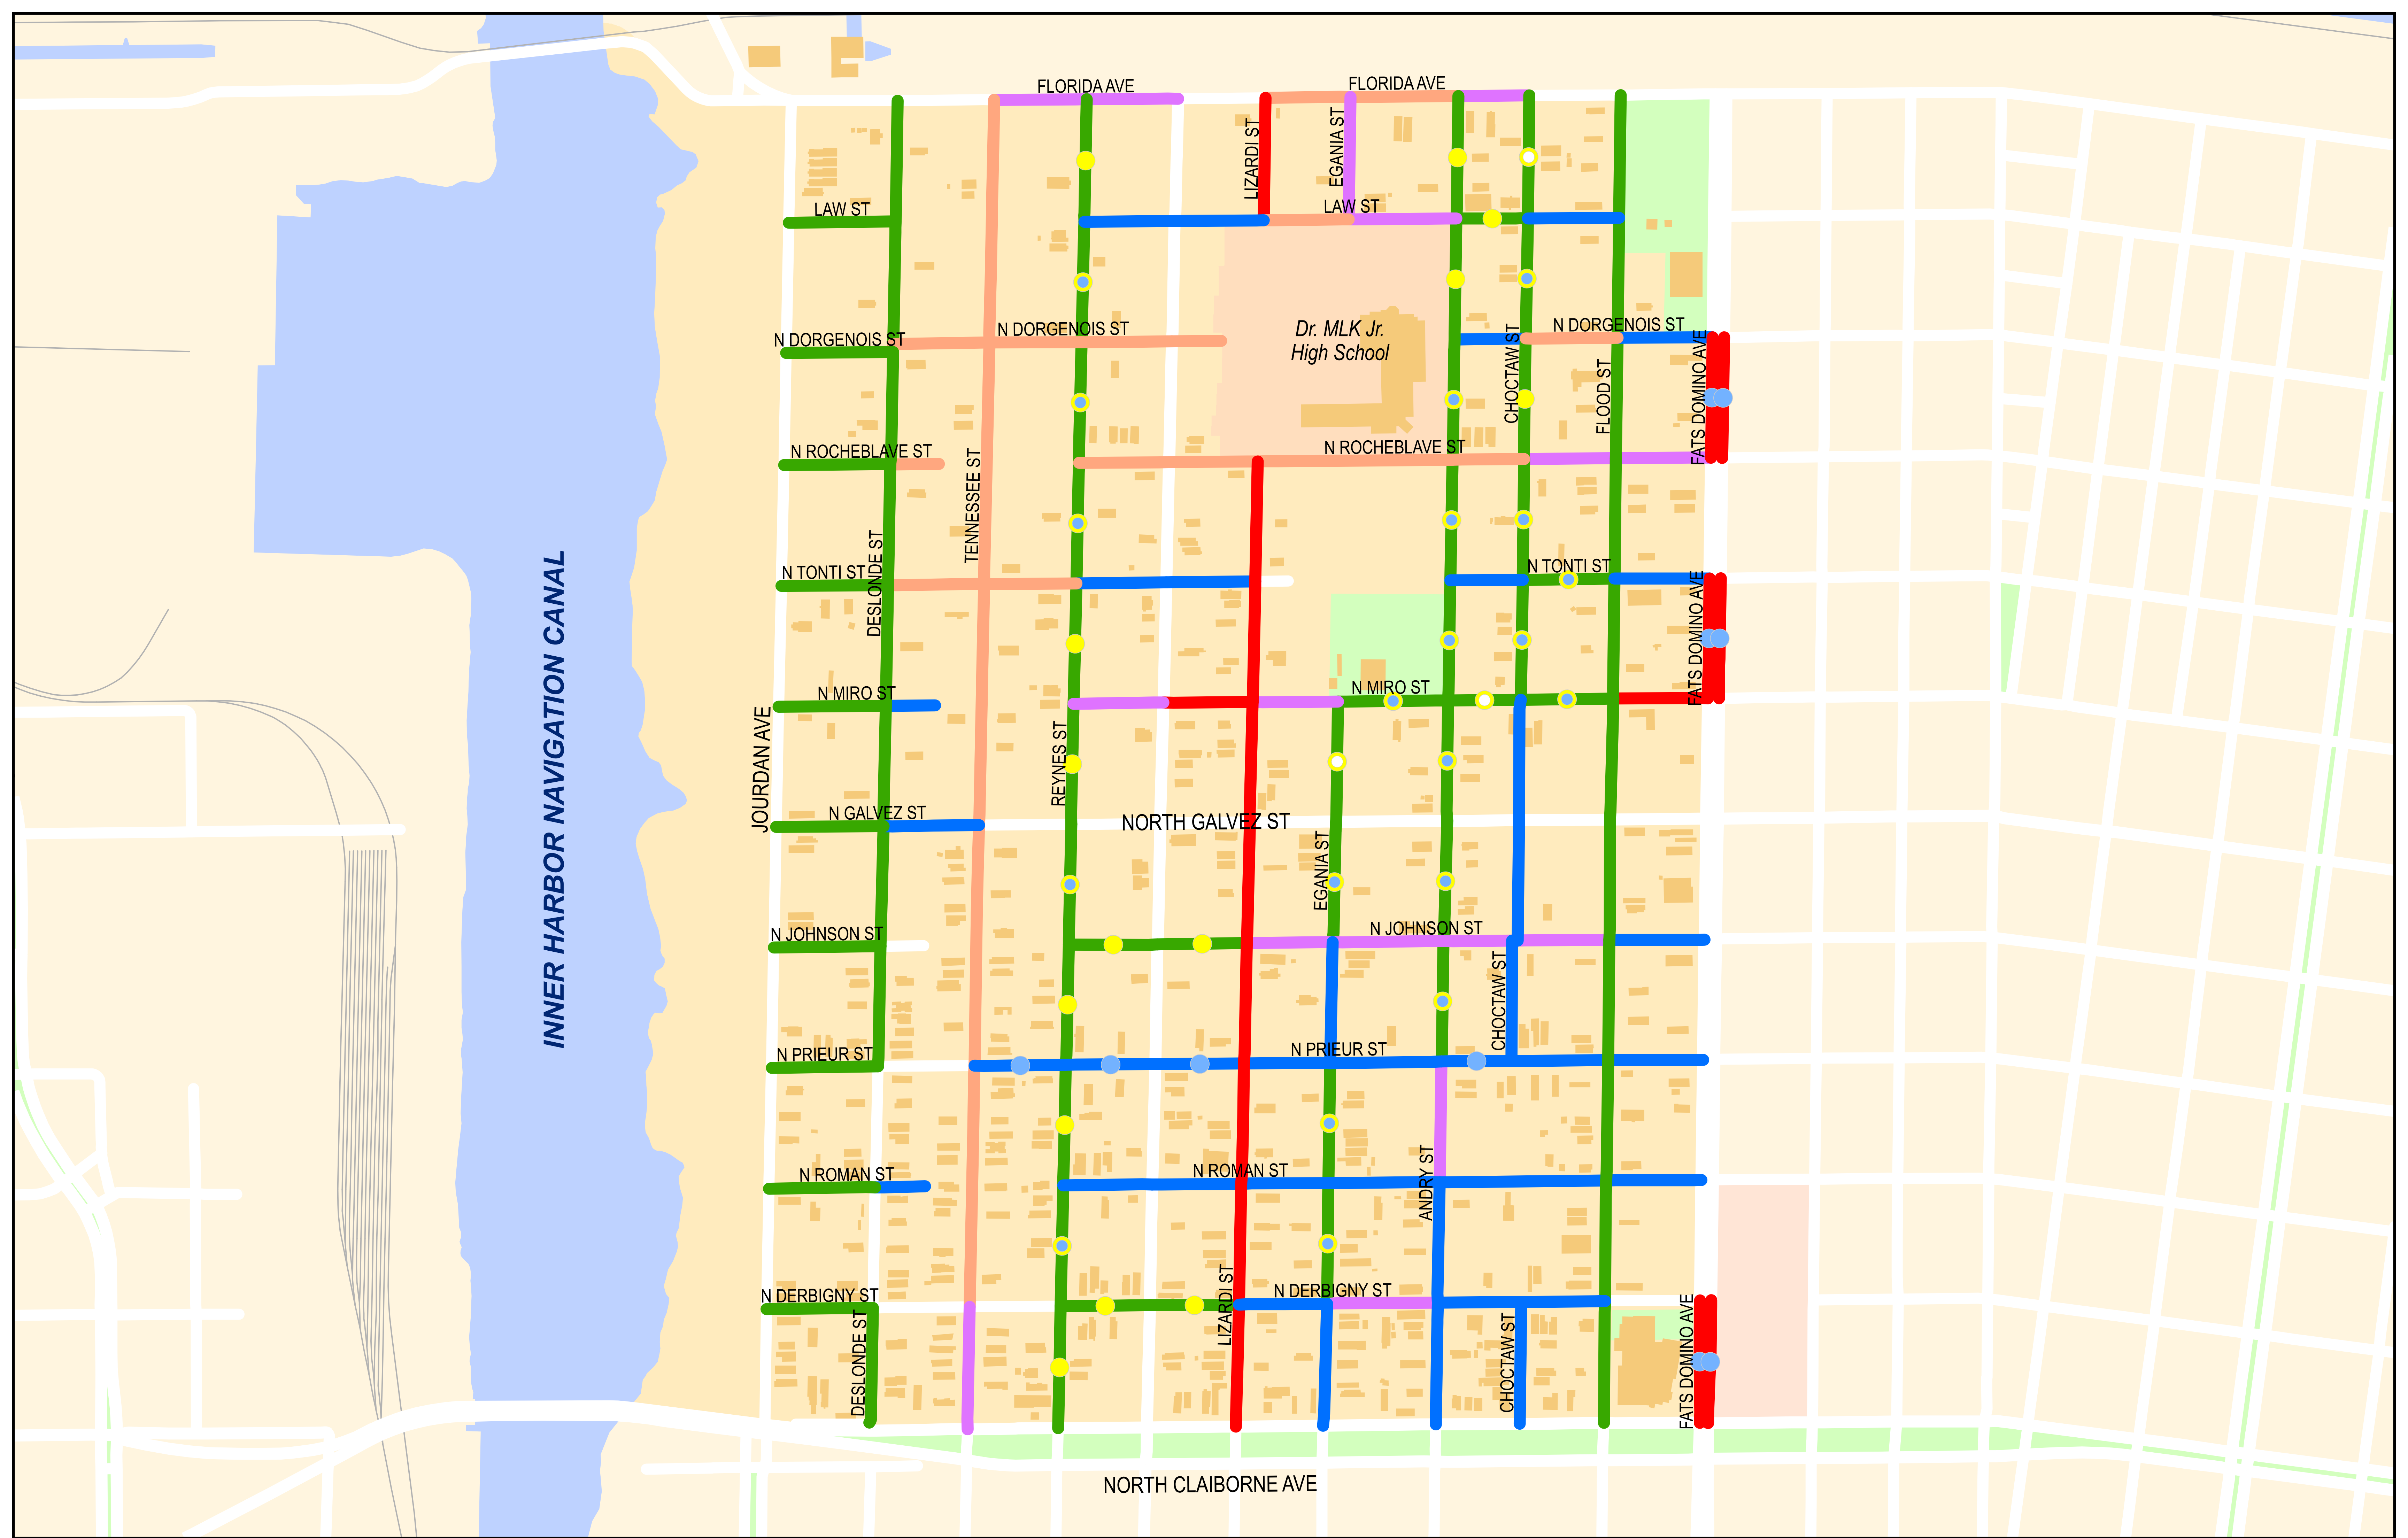 FLORIDA AVE
FLORIDA AVE
LIZARDI ST
EGANIA ST
LAW ST
LAW ST
N DORGENOIS ST
N DORGENOIS ST
Dr. MLK Jr.
High School
N DORGENOIS ST
CHOCTAW ST
FLOOD ST
FATS DOMINO AVE
N ROCHEBLAVE ST
N ROCHEBLAVE ST
TENNESSEE ST
DESLONDE ST
N TONTI ST
N TONTI ST
INNER HARBOR NAVIGATION CANAL
FATS DOMINO AVE
N MIRO ST
N MIRO ST
JOURDAN AVE
REYNES ST
N GALVEZ ST
NORTH GALVEZ ST
EGANIA ST
N JOHNSON ST
N JOHNSON ST
CHOCTAW ST
N PRIEUR ST
N PRIEUR ST
N ROMAN ST
N ROMAN ST
ANDRY ST
N DERBIGNY ST
N DERBIGNY ST
DESLONDE ST
LIZARDI ST
CHOCTAW ST
FATS DOMINO AVE
NORTH CLAIBORNE AVE